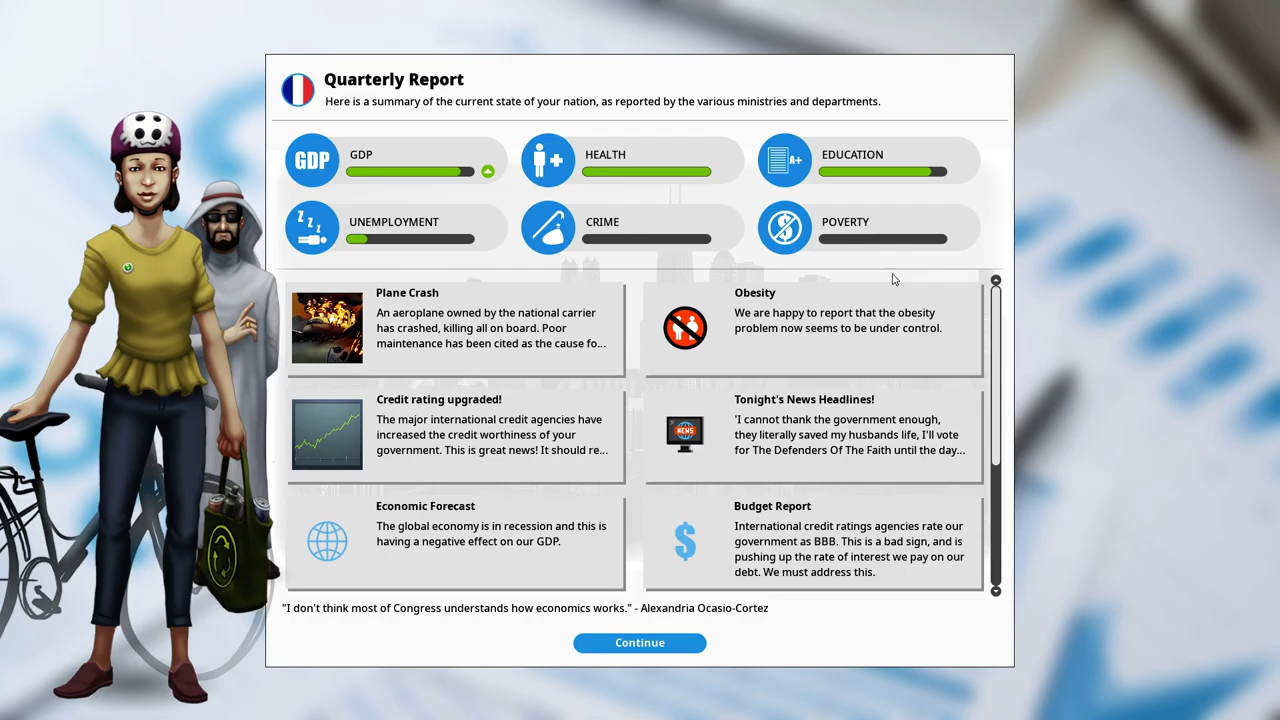 Quarterly Report
Here is a summary of the current state of your nation, as reported by the various ministries and departments.
GDP
GDP
HEALTH
A+
EDUCATION
Z Z Z
UNEMPLOYMENT
CRIME
$
POVERTY
Plane Crash
An aeroplane owned by the national carrier
has crashed, killing all on board. Poor
maintenance has been cited as the cause fo...
Obesity
We are happy to report that the obesity
problem now seems to be under control.
Credit rating upgraded!
The major international credit agencies have
increased the credit worthiness of your
government. This is great news! It should re...
NEWS
Tonight's News Headlines!
'I cannot thank the government enough,
they literally saved my husbands life, I'll vote
for The Defenders Of The Faith until the day...
Economic Forecast
The global economy is in recession and this is
having a negative effect on our GDP.
$
Budget Report
International credit ratings agencies rate our
government as BBB. This is a bad sign, and is
pushing up the rate of interest we pay on our
debt. We must address this.
"I don't think most of Congress understands how economics works." - Alexandria Ocasio-Cortez
Continue